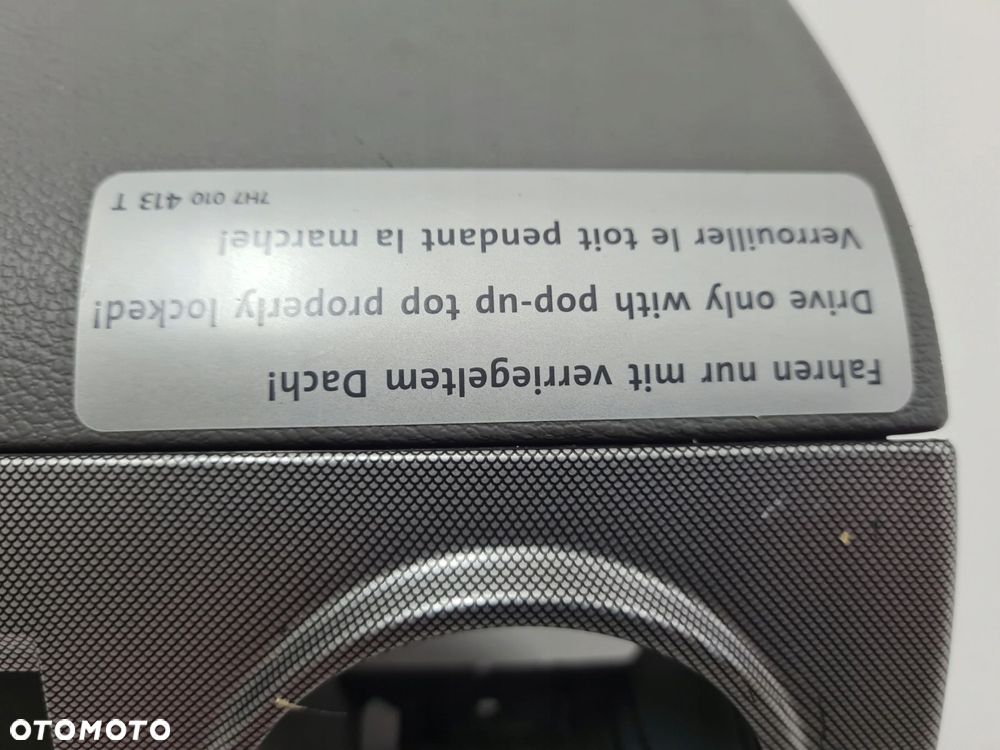 Fahren nur mit verriegeltem Dach!
Drive only with pop-up top properly locked!
Verrouiller le toit pendant la marche!
7H7 010 413 T
OTOMOTO